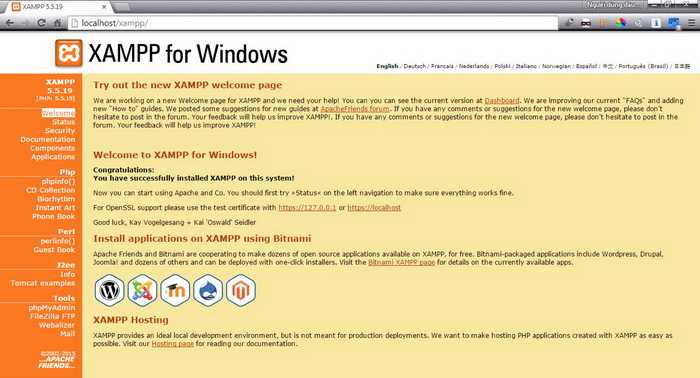 XAMPP 5.5.19
Người dùng đầu...
localhost/xampp/
XAMPP for Windows
English / Deutsch / Francais / Nederlands / Polski / Italiano / Norwegian / Español / 中文 / Português (Brasil) / 日本語
XAMPP
5.5.19
[PHP: 5.5.19]
Welcome
Status
Security
Documentation
Components
Applications
Php
phpinfo()
CD Collection
Biorhythm
Instant Art
Phone Book
Perl
perlinfo()
Guest Book
J2ee
Info
Tomcat examples
Tools
phpMyAdmin
FileZilla FTP
Webalizer
Mail
©2002-2015
...APACHE
FRIENDS...
Try out the new XAMPP welcome page
We are working on a new Welcome page for XAMPP and we need your help! You can you can see the current version at Dashboard. We are improving our current "FAQs" and adding
new "How to" guides. We posted some suggestions for new guides at ApacheFriends forum. If you have any comments or suggestions for the new welcome page, please don't
hesitate to post in the forum. Your feedback will help us improve XAMPP!. If you have any comments or suggestions for the new welcome page, please don't hesitate to post in the
forum. Your feedback will help us improve XAMPP!
Welcome to XAMPP for Windows!
Congratulations:
You have successfully installed XAMPP on this system!
Now you can start using Apache and Co. You should first try »Status« on the left navigation to make sure everything works fine.
For OpenSSL support please use the test certificate with https://127.0.0.1 or https://localhost
Good luck, Kay Vogelgesang + Kai 'Oswald' Seidler
Install applications on XAMPP using Bitnami
Apache Friends and Bitnami are cooperating to make dozens of open source applications available on XAMPP, for free. Bitnami-packaged applications include Wordpress, Drupal,
Joomla! and dozens of others and can be deployed with one-click installers. Visit the Bitnami XAMPP page for details on the currently available apps.
XAMPP Hosting
XAMPP provides an ideal local development environment, but is not meant for production deployments. We want to make hosting PHP applications created with XAMPP as easy as
possible. Visit our Hosting page for reading our documentation.